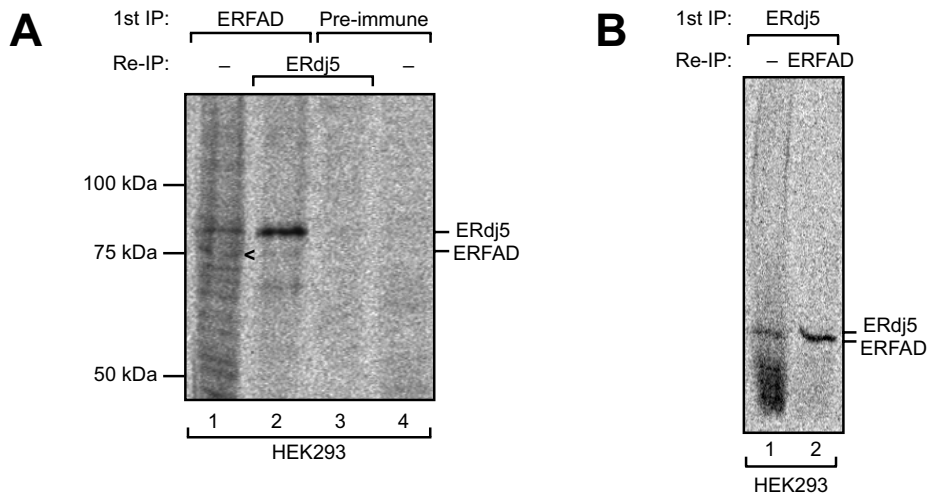 A
1st IP: ERFAD Pre-immune
Re-IP: – ERdj5 –
100 kDa
75 kDa
50 kDa
<
ERdj5
ERFAD
1 2 3 4
HEK293
B
1st IP: ERdj5
Re-IP: – ERFAD
ERdj5
ERFAD
1 2
HEK293